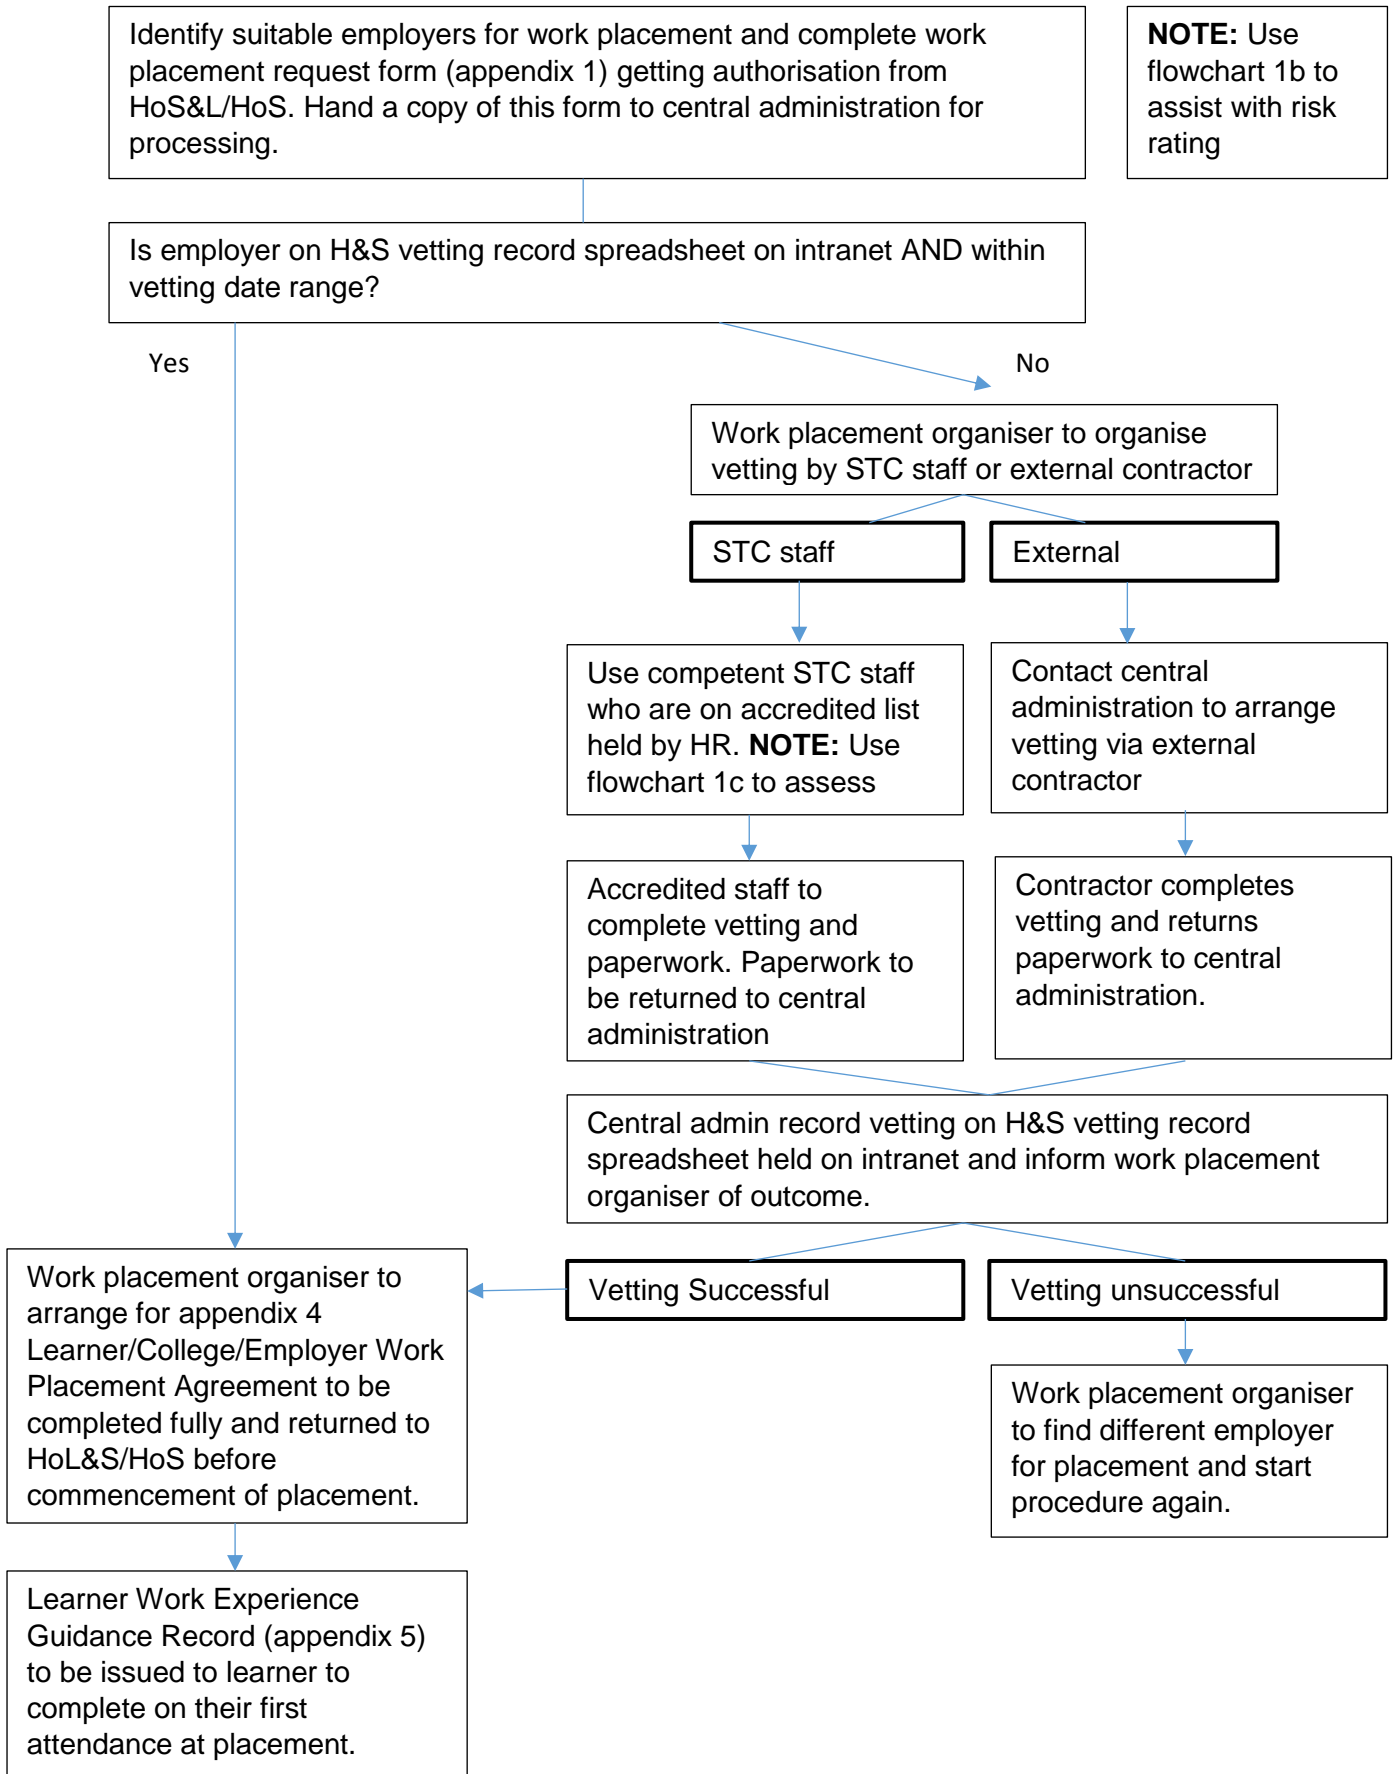 Identify suitable employers for work placement and complete work
placement request form (appendix 1) getting authorisation from
HoS&L/HoS. Hand a copy of this form to central administration for
processing.
NOTE: Use
flowchart 1b to
assist with risk
rating
Is employer on H&S vetting record spreadsheet on intranet AND within
vetting date range?
Yes
No
Work placement organiser to organise
vetting by STC staff or external contractor
STC staff
External
Use competent STC staff
who are on accredited list
held by HR. NOTE: Use
flowchart 1c to assess
Contact central
administration to arrange
vetting via external
contractor
Accredited staff to
complete vetting and
paperwork. Paperwork to
be returned to central
administration
Contractor completes
vetting and returns
paperwork to central
administration.
Central admin record vetting on H&S vetting record
spreadsheet held on intranet and inform work placement
organiser of outcome.
Vetting Successful
Vetting unsuccessful
Work placement organiser to
arrange for appendix 4
Learner/College/Employer Work
Placement Agreement to be
completed fully and returned to
HoL&S/HoS before
commencement of placement.
Work placement organiser
to find different employer
for placement and start
procedure again.
Learner Work Experience
Guidance Record (appendix 5)
to be issued to learner to
complete on their first
attendance at placement.